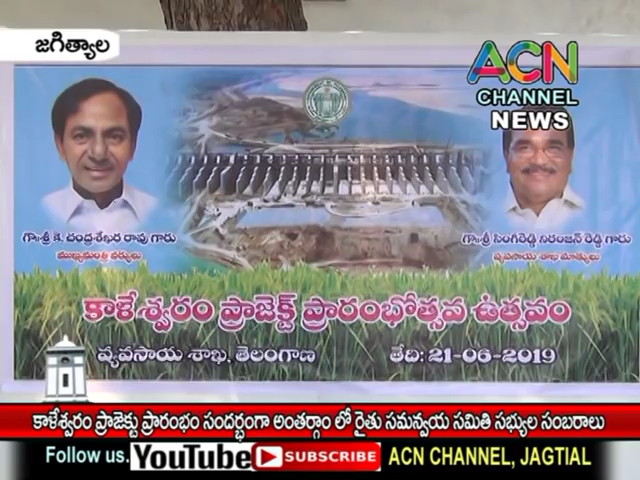 జగిత్యాల
ACN
CHANNEL
NEWS
గౌ॥శ్రీ కె. చంద్రశేఖర రావు గారు
ముఖ్యమంత్రి వర్యులు
గౌ॥శ్రీ సింగిరెడ్డి నిరంజన్ రెడ్డి గారు
వ్యవసాయ శాఖ మాత్యులు
కాళేశ్వరం ప్రాజెక్ట్ ప్రారంభోత్సవ ఉత్సవం
వ్యవసాయ శాఖ, తెలంగాణ తేది: 21-06-2019
కాళేశ్వరం ప్రాజెక్టు ప్రారంభం సందర్భంగా అంతర్గాం లో రైతు సమన్వయ సమితి సభ్యుల సంబరాలు
Follow us. YouTube SUBSCRIBE ACN CHANNEL, JAGTIAL